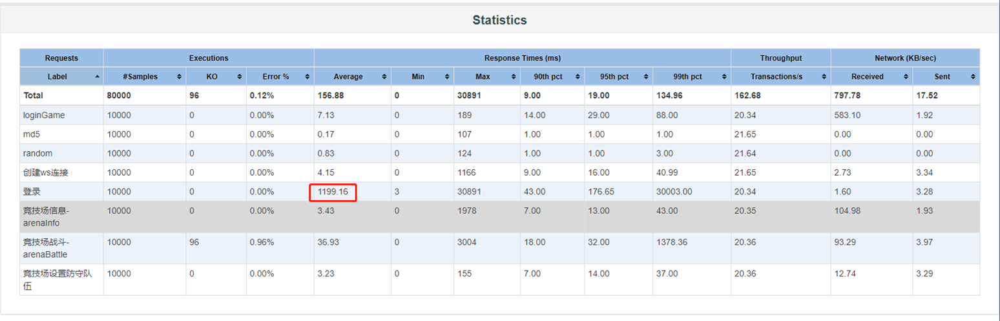 Statistics
Requests Executions Response Times (ms) Throughput Network (KB/sec)
Label #Samples KO Error % Average Min Max 90th pct 95th pct 99th pct Transactions/s Received Sent
Total 80000 96 0.12% 156.88 0 30891 9.00 19.00 134.96 162.68 797.78 17.52
loginGame 10000 0 0.00% 7.13 0 189 14.00 29.00 88.00 20.34 583.10 1.92
md5 10000 0 0.00% 0.17 0 107 1.00 1.00 1.00 21.65 0.00 0.00
random 10000 0 0.00% 0.83 0 124 1.00 1.00 3.00 21.64 0.00 0.00
创建ws连接 10000 0 0.00% 4.15 0 1166 9.00 16.00 40.99 21.65 2.73 3.34
登录 10000 0 0.00% 1199.16 3 30891 43.00 176.65 30003.00 20.34 1.60 3.28
竞技场信息- 10000 0 0.00% 3.43 0 1978 7.00 13.00 43.00 20.35 104.98 1.93
arenaInfo
竞技场战斗- 10000 96 0.96% 36.93 0 3004 18.00 32.00 1378.36 20.36 93.29 3.97
arenaBattle
竞技场设置防守队 10000 0 0.00% 3.23 0 155 7.00 14.00 37.00 20.36 12.74 3.29
伍